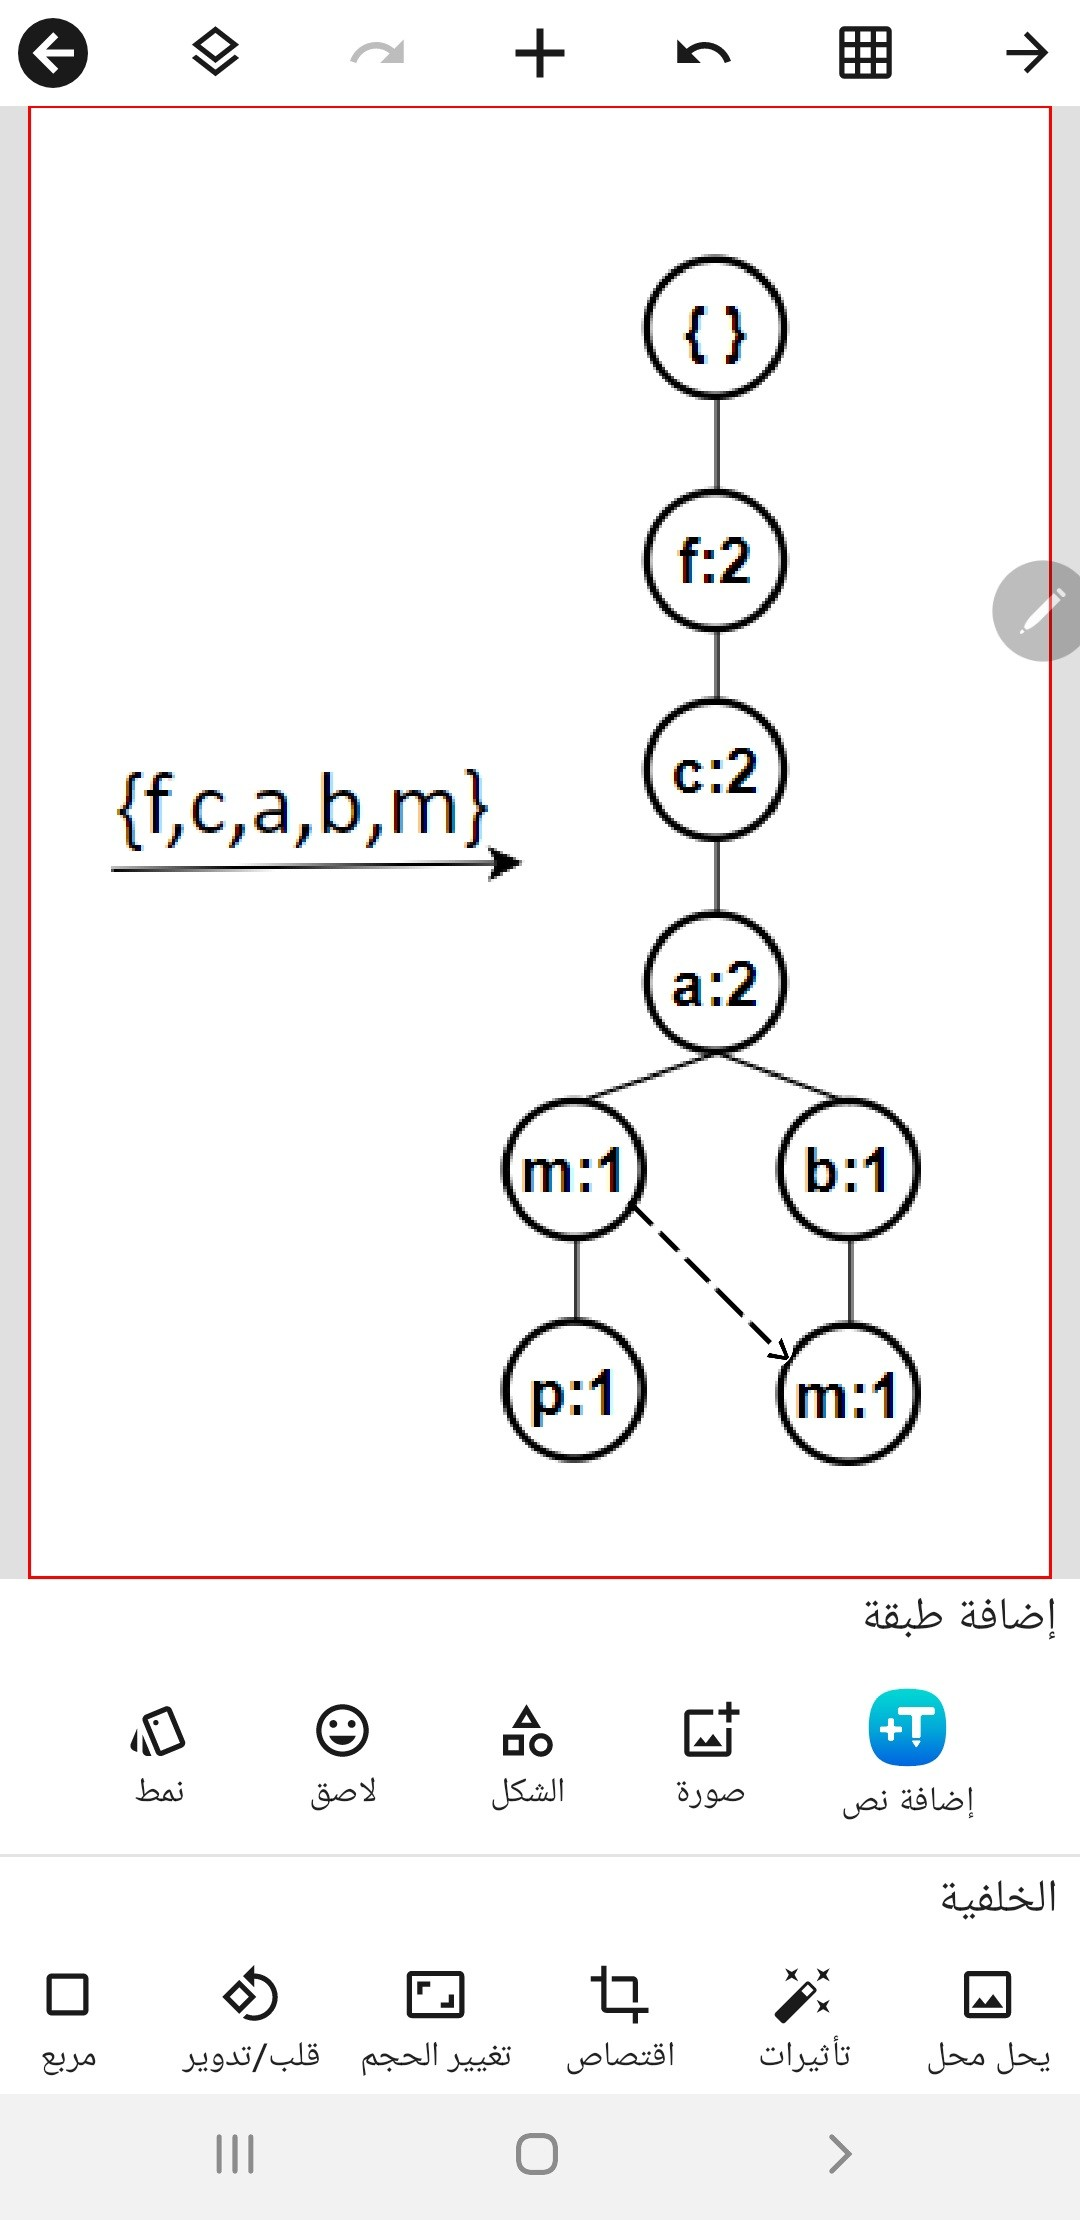 { }
f:2
c:2
{f,c,a,b,m}
a:2
m:1 b:1
p:1 m:1
إضافة طبقة
إضافة نص صورة الشكل لاصق نمط
+T
الخلفية
يحل محل تأثيرات اقتصاص تغيير الحجم قلب/تدوير مربع